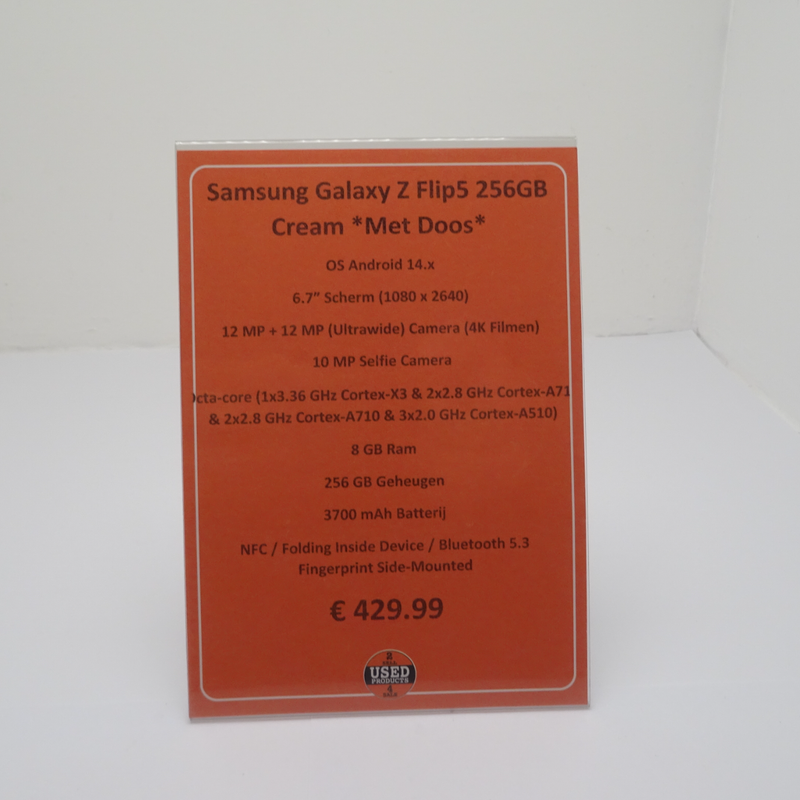 Samsung Galaxy Z Flip5 256GB
Cream *Met Doos*
OS Android 14.x
6.7" Scherm (1080 x 2640)
12 MP + 12 MP (Ultrawide) Camera (4K Filmen)
10 MP Selfie Camera
cta-core (1x3.36 GHz Cortex-X3 & 2x2.8 GHz Cortex-A71
& 2x2.8 GHz Cortex-A710 & 3x2.0 GHz Cortex-A510)
8 GB Ram
256 GB Geheugen
3700 mAh Batterij
NFC / Folding Inside Device / Bluetooth 5.3
Fingerprint Side-Mounted
€ 429.99
USED
PRODUCTS
4